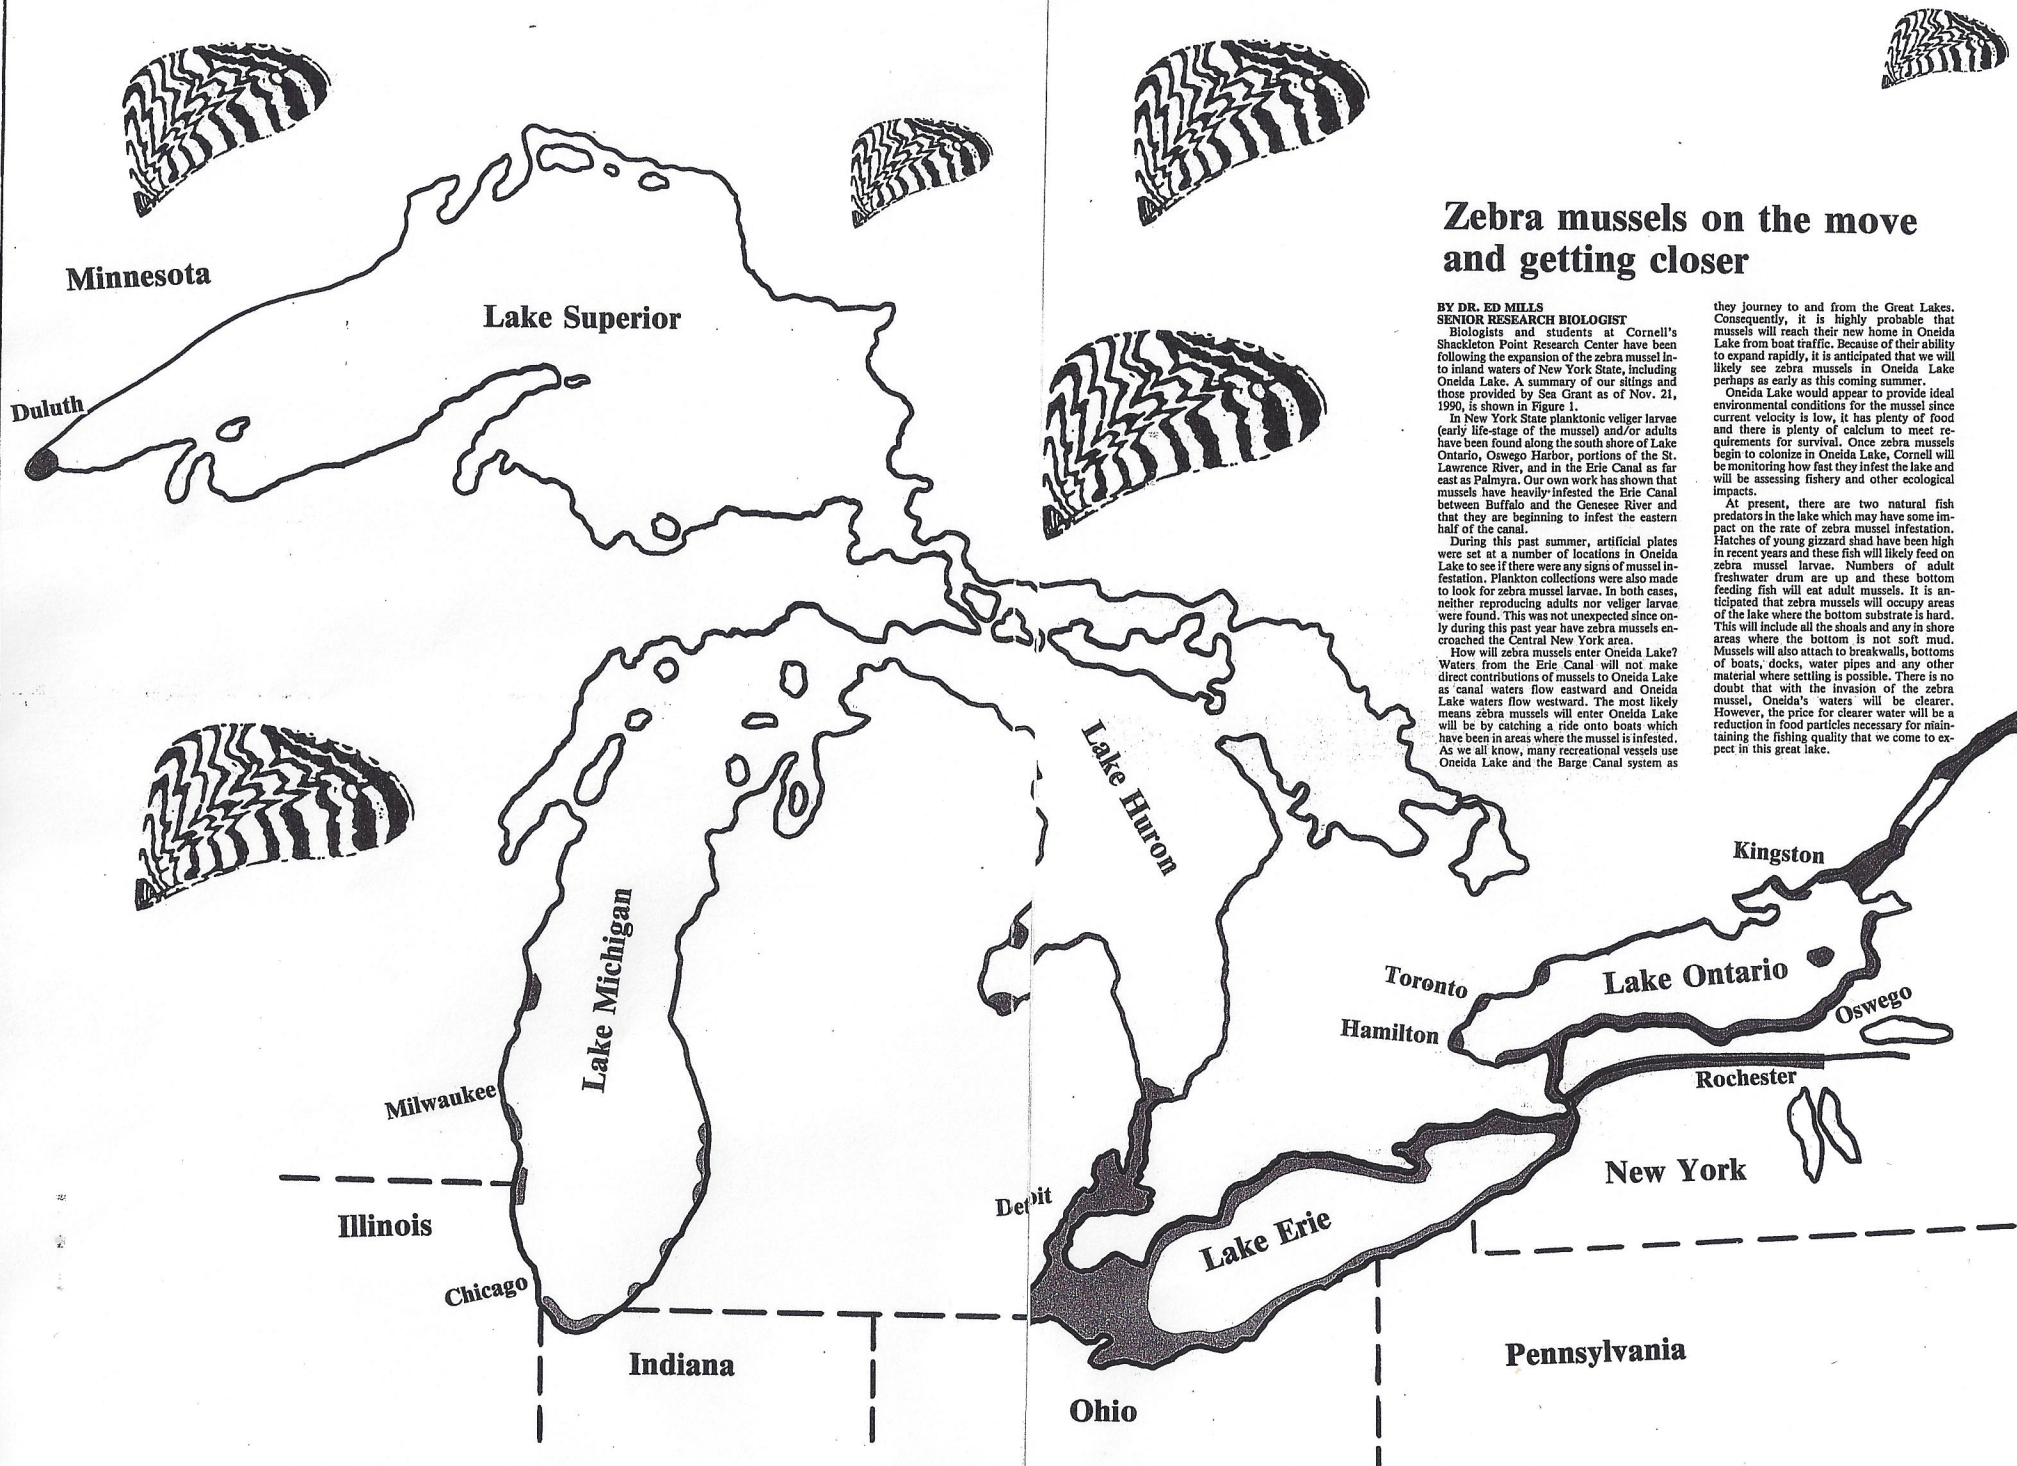 Zebra mussels on the move
and getting closer
BY DR. ED MILLS
SENIOR RESEARCH BIOLOGIST
Biologists and students at Cornell's
Shackleton Point Research Center have been
following the expansion of the zebra mussel in-
to inland waters of New York State, including
Oneida Lake. A summary of our sitings and
those provided by Sea Grant as of Nov. 21,
1990, is shown in Figure 1.
In New York State planktonic veliger larvae
(early life-stage of the mussel) and/or adults
have been found along the south shore of Lake
Ontario, Oswego Harbor, portions of the St.
Lawrence River, and in the Erie Canal as far
east as Palmyra. Our own work has shown that
mussels have heavily infested the Erie Canal
between Buffalo and the Genesee River and
that they are beginning to infest the eastern
half of the canal.
During this past summer, artificial plates
were set at a number of locations in Oneida
Lake to see if there were any signs of mussel in-
festation. Plankton collections were also made
to look for zebra mussel larvae. In both cases,
neither reproducing adults nor veliger larvae
were found. This was not unexpected since on-
ly during this past year have zebra mussels en-
croached the Central New York area.
How will zebra mussels enter Oneida Lake?
Waters from the Erie Canal will not make
direct contributions of mussels to Oneida Lake
as canal waters flow eastward and Oneida
Lake waters flow westward. The most likely
means zebra mussels will enter Oneida Lake
will be by catching a ride onto boats which
have been in areas where the mussel is infested.
As we all know, many recreational vessels use
Oneida Lake and the Barge Canal system as
they journey to and from the Great Lakes.
Consequently, it is highly probable that
mussels will reach their new home in Oneida
Lake from boat traffic. Because of their ability
to expand rapidly, it is anticipated that we will
likely see zebra mussels in Oneida Lake
perhaps as early as this coming summer.
Oneida Lake would appear to provide ideal
environmental conditions for the mussel since
current velocity is low, it has plenty of food
and there is plenty of calcium to meet re-
quirements for survival. Once zebra mussels
begin to colonize in Oneida Lake, Cornell will
be monitoring how fast they infest the lake and
will be assessing fishery and other ecological
impacts.
At present, there are two natural fish
predators in the lake which may have some im-
pact on the rate of zebra mussel infestation.
Hatches of young gizzard shad have been high
in recent years and these fish will likely feed on
zebra mussel larvae. Numbers of adult
freshwater drum are up and these bottom
feeding fish will eat adult mussels. It is an-
ticipated that zebra mussels will occupy areas
of the lake where the bottom substrate is hard.
This will include all the shoals and any in shore
areas where the bottom is not soft mud.
Mussels will also attach to breakwalls, bottoms
of boats, docks, water pipes and any other
material where settling is possible. There is no
doubt that with the invasion of the zebra
mussel, Oneida's waters will be clearer.
However, the price for clearer water will be a
reduction in food particles necessary for main-
taining the fishing quality that we come to ex-
pect in this great lake.
Minnesota
Lake Superior
Duluth
Lake Huron
Kingston
Lake Michigan
Toronto
Lake Ontario
Oswego
Hamilton
Rochester
Milwaukee
New York
Illinois
Lake Erie
Chicago
Indiana
Pennsylvania
Ohio